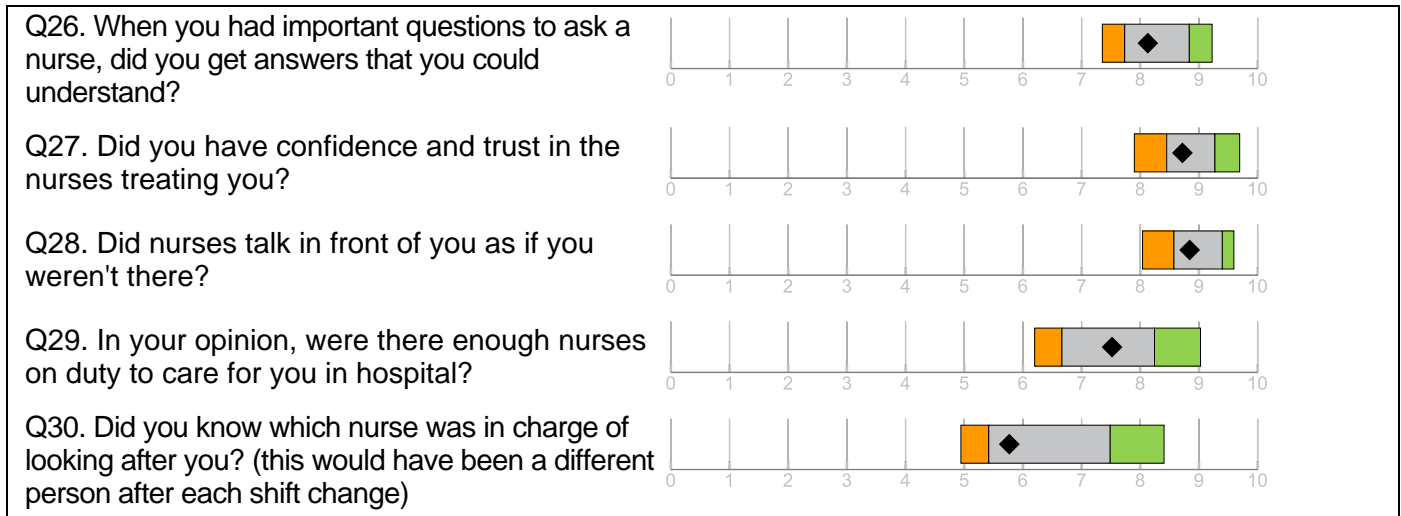 Q26. When you had important questions to ask a
nurse, did you get answers that you could
understand?
0 1 2 3 4 5 6 7 8 9 10
Q27. Did you have confidence and trust in the
nurses treating you?
0 1 2 3 4 5 6 7 8 9 10
Q28. Did nurses talk in front of you as if you
weren't there?
0 1 2 3 4 5 6 7 8 9 10
Q29. In your opinion, were there enough nurses
on duty to care for you in hospital?
0 1 2 3 4 5 6 7 8 9 10
Q30. Did you know which nurse was in charge of
looking after you? (this would have been a different
person after each shift change)
0 1 2 3 4 5 6 7 8 9 10